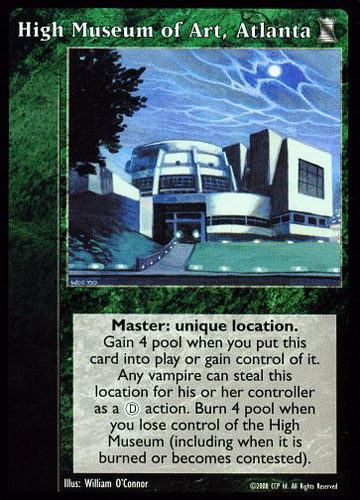 High Museum of Art, Atlanta
Master: unique location.
Gain 4 pool when you put this
card into play or gain control of it.
Any vampire can steal this
location for his or her controller
as a Ⓓ action. Burn 4 pool when
you lose control of the High
Museum (including when it is
burned or becomes contested).
Illus: William O'Connor
©2008 CCP hf. All Rights Reserved